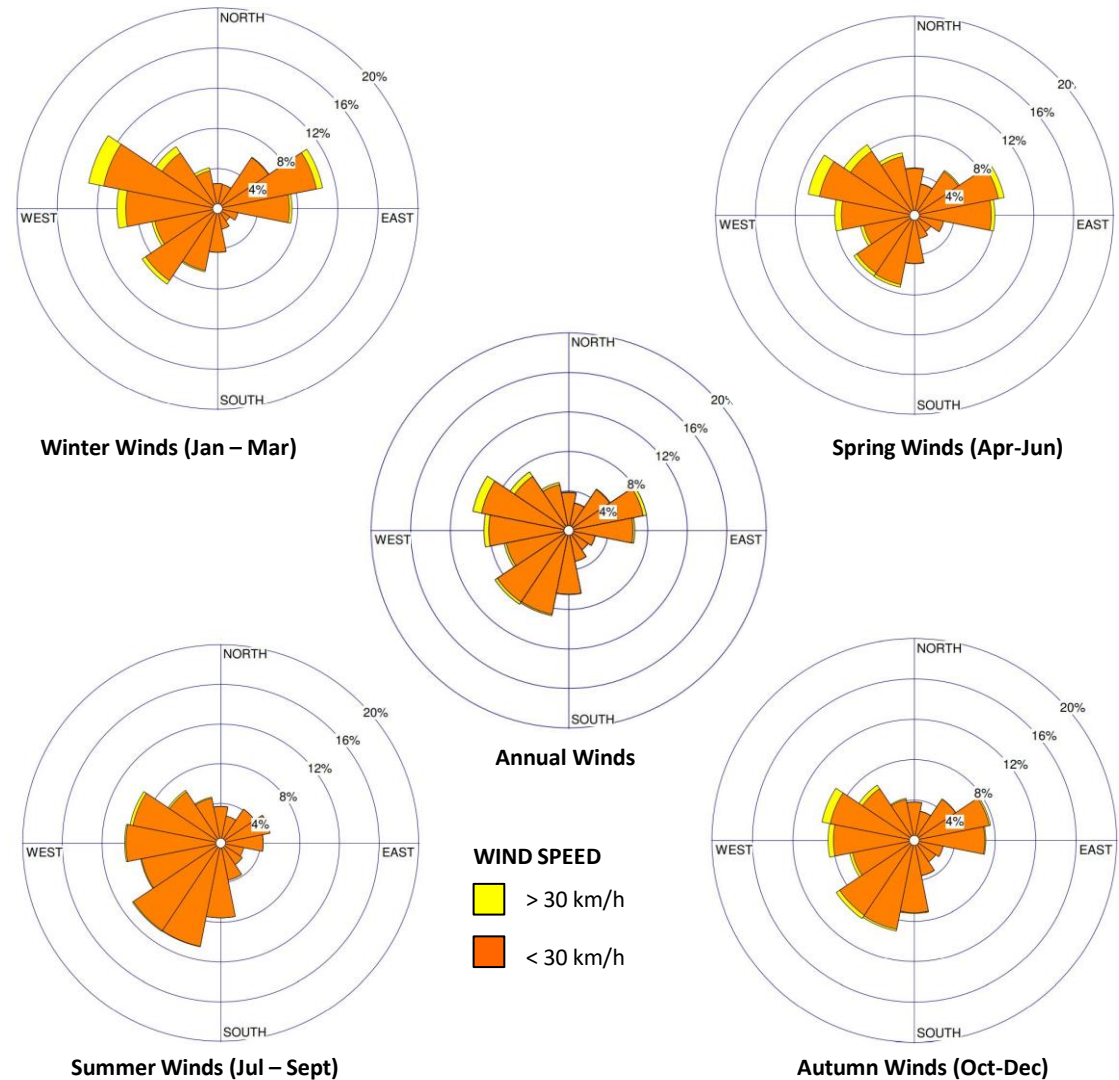 NORTH
20%
16%
12%
8%
4%
WEST
EAST
SOUTH
Winter Winds (Jan – Mar)
NORTH
20%
16%
12%
8%
4%
WEST
EAST
SOUTH
Spring Winds (Apr-Jun)
NORTH
20%
16%
12%
8%
4%
WEST
EAST
SOUTH
Annual Winds
NORTH
20%
16%
12%
8%
4%
WEST
EAST
SOUTH
Summer Winds (Jul – Sept)
WIND SPEED
> 30 km/h
< 30 km/h
NORTH
20%
16%
12%
8%
4%
WEST
EAST
SOUTH
Autumn Winds (Oct-Dec)